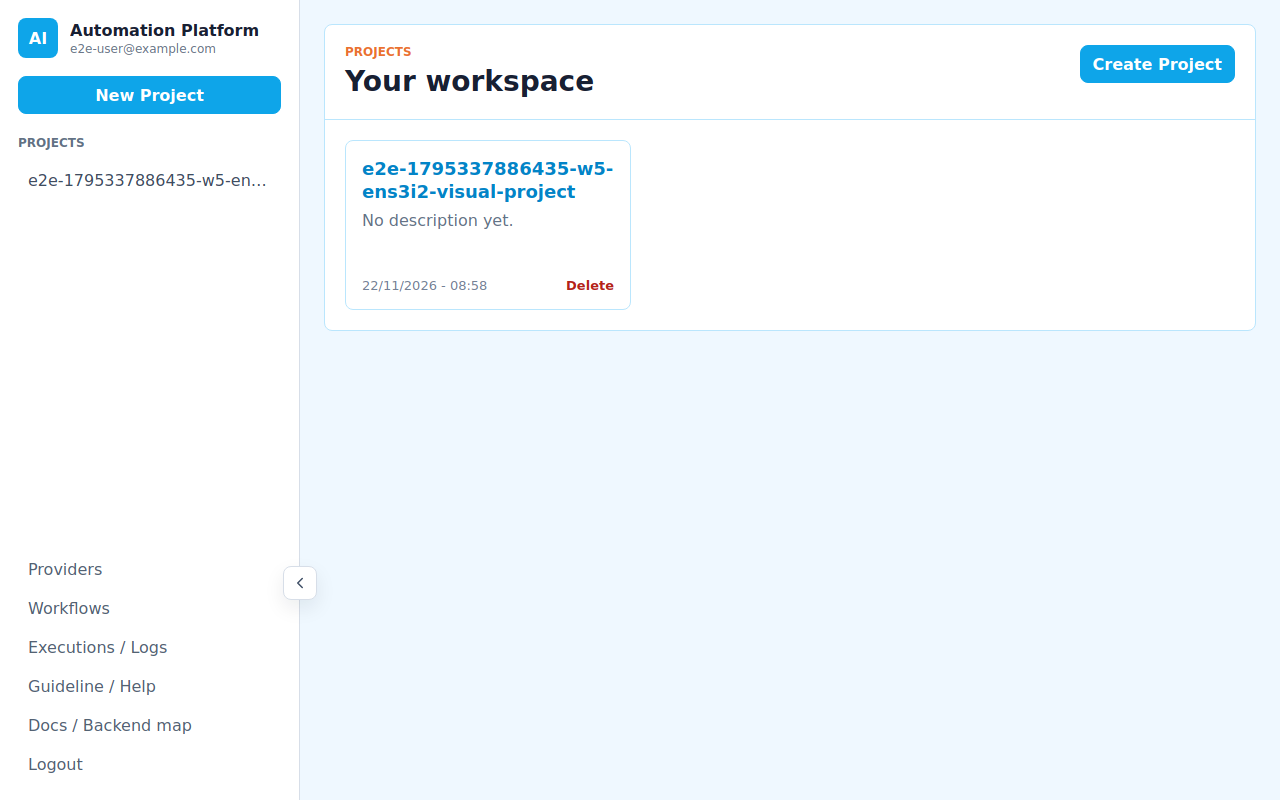 AI
Automation Platform
e2e-user@example.com
New Project
PROJECTS
e2e-1795337886435-w5-en...
Providers
Workflows
Executions / Logs
Guideline / Help
Docs / Backend map
Logout
PROJECTS
Your workspace
Create Project
e2e-1795337886435-w5-
ens3i2-visual-project
No description yet.
22/11/2026 - 08:58
Delete